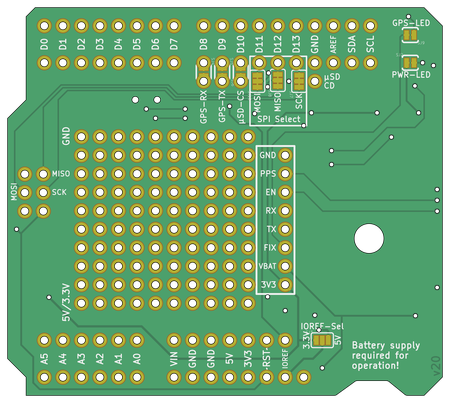 GPS-LED
D0 D1 D2 D3 D4 D5 D6 D7 D8 D9 D10 D11 D12 D13 GND AREF SDA SCL
PWR-LED
GPS-RX GPS-TX µSD-CS MOSI MISO SCK µSD
CD
SPI Select
GND
GND
PPS
MOSI
MISO
SCK
EN
RX
TX
FIX
VBAT
3V3
5V/3.3V
IOREF-Sel
3.3V 5V
A5 A4 A3 A2 A1 A0 VIN GND GND 5V 3V3 RST IOREF
Battery supply
required for
operation!
v20